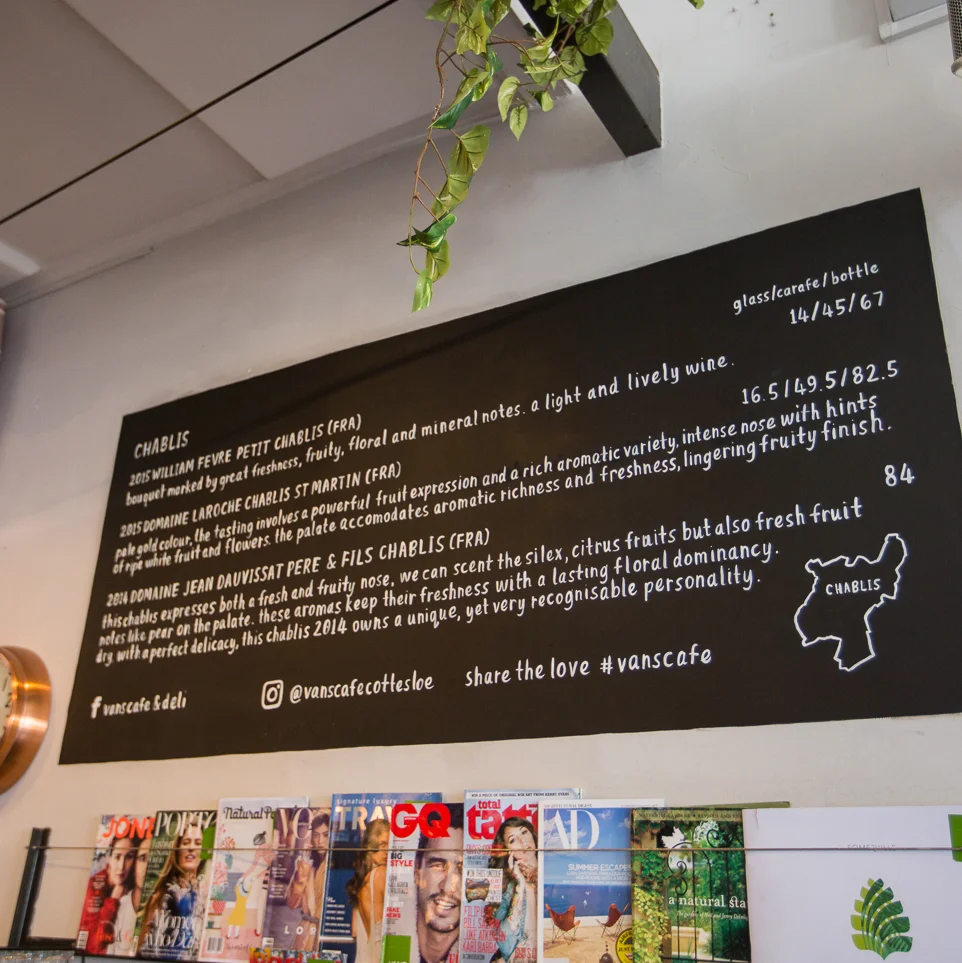 glass/carafe/bottle
CHABLIS
14/45/67
2015 WILLIAM FEVRE PETIT CHABLIS (FRA)
bouquet marked by great freshness, fruity, floral and mineral notes. a light and lively wine.
16.5/49.5/82.5
2015 DOMAINE LAROCHE CHABLIS ST MARTIN (FRA)
pale gold colour, the tasting involves a powerful fruit expression and a rich aromatic variety, intense nose with hints
of ripe white fruit and flowers. the palate accomodates aromatic richness and freshness, lingering fruity finish.
84
2014 DOMAINE JEAN DAUVISSAT PERE & FILS CHABLIS (FRA)
this chablis expresses both a fresh and fruity nose, we can scent the silex, citrus fruits but also fresh fruit
notes like pear on the palate. these aromas keep their freshness with a lasting floral dominancy.
dry, with a perfect delicacy, this chablis 2014 owns a unique, yet very recognisable personality.
CHABLIS
f vanscafe & deli
@vanscafecottesloe
share the love #vanscafe
signature luxury
GQ
BIG
STYLE
total
AD
SUMMER ESCAPES
a natural sta